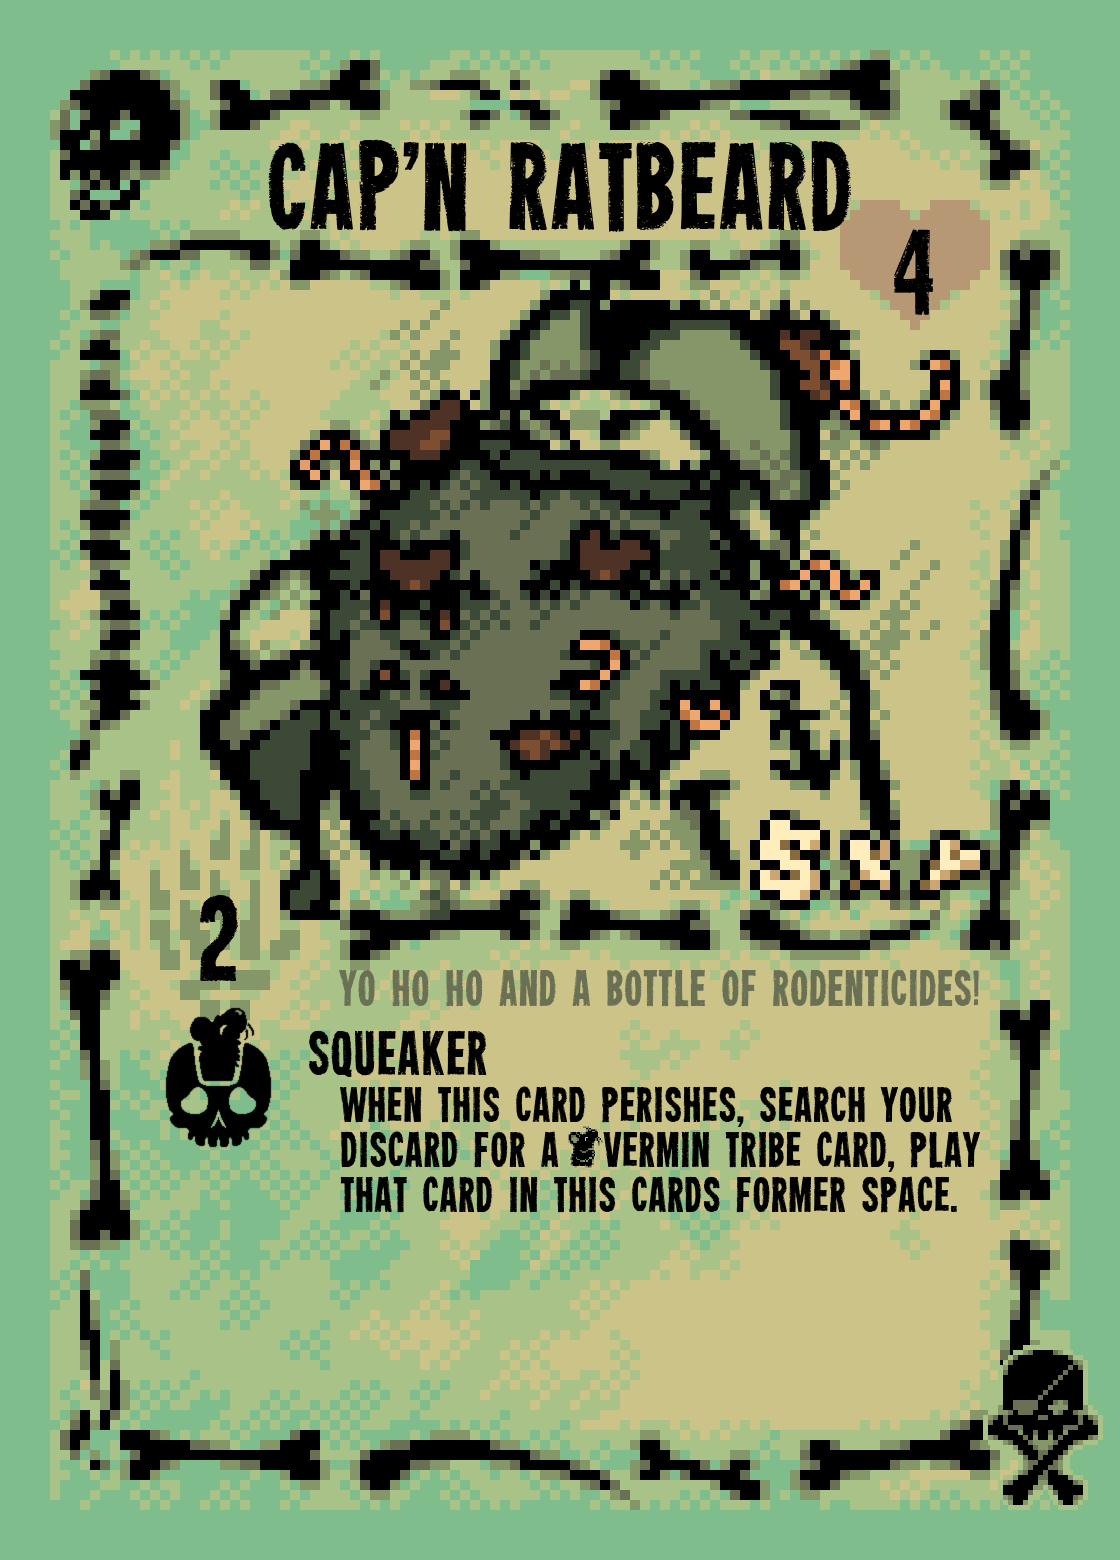 CAP'N RATBEARD
4
SXY
2
YO HO HO AND A BOTTLE OF RODENTICIDES!
SQUEAKER
WHEN THIS CARD PERISHES, SEARCH YOUR
DISCARD FOR A VERMIN TRIBE CARD, PLAY
THAT CARD IN THIS CARDS FORMER SPACE.